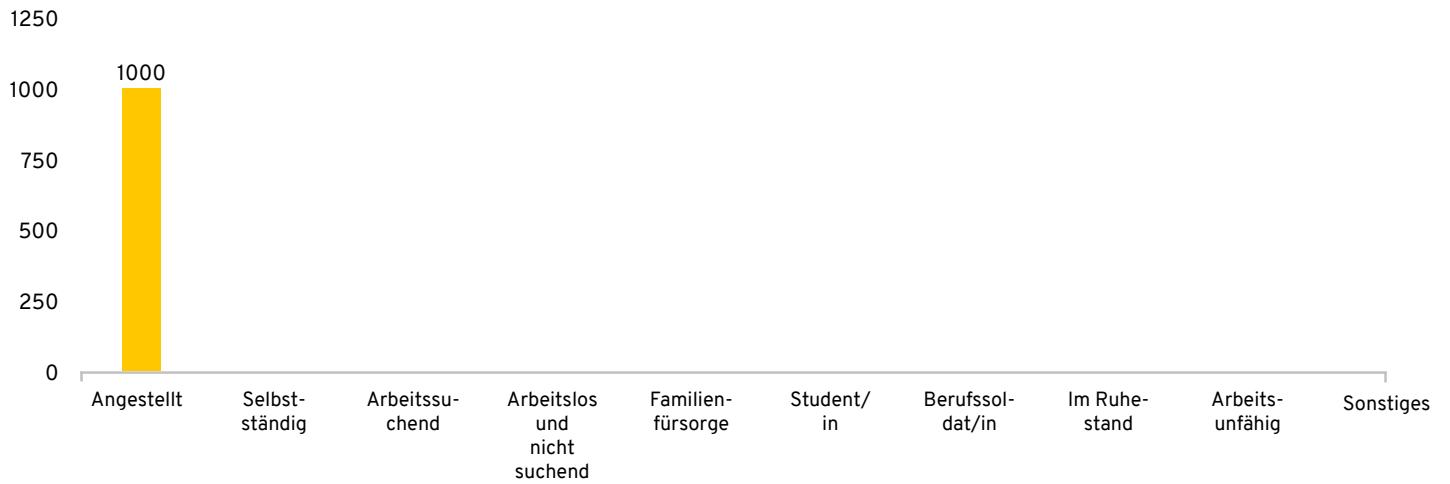 1250
1000
1000
750
500
250
0
Angestellt
Selbst-
ständig
Arbeitssu-
chend
Arbeitslos
und
nicht
suchend
Familien-
fürsorge
Student/
in
Berufssol-
dat/in
Im Ruhe-
stand
Arbeits-
unfähig
Sonstiges